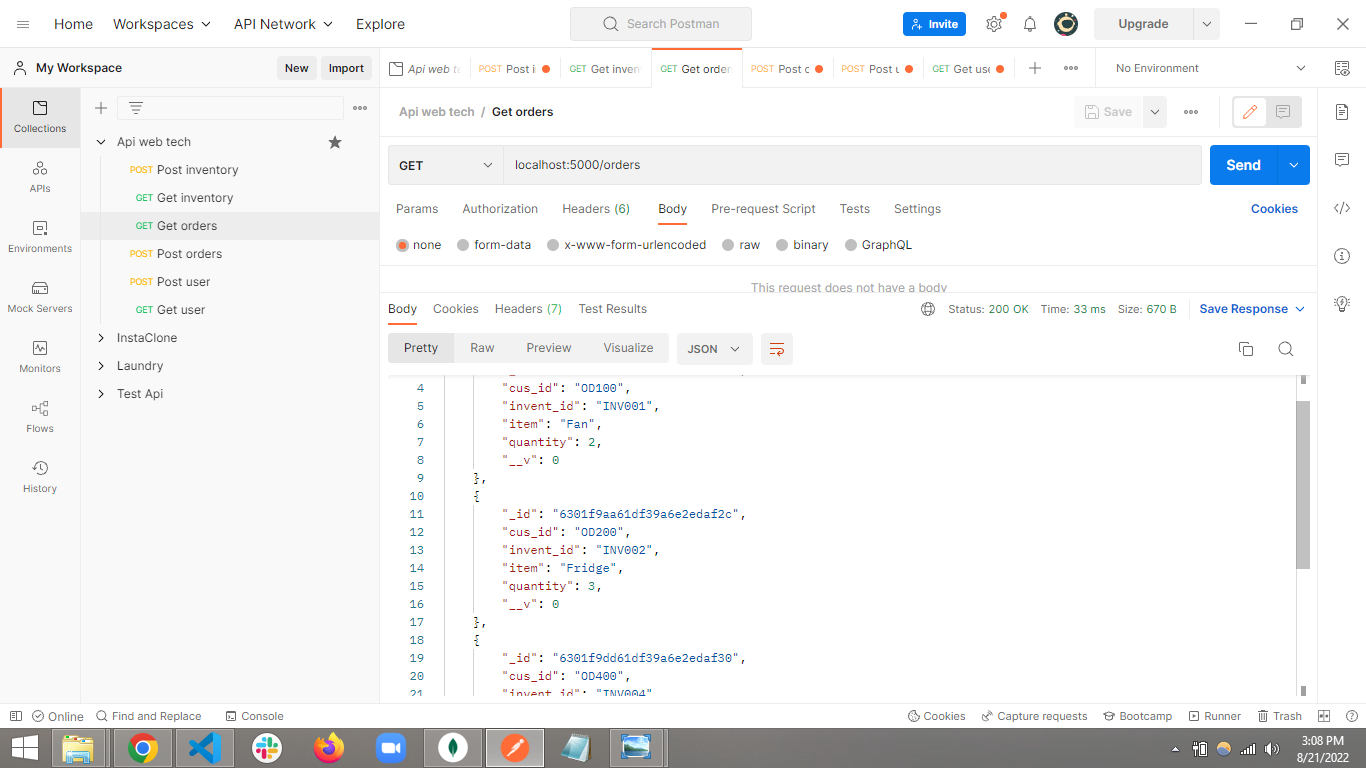 Home Workspaces API Network Explore Search Postman Invite Upgrade
My Workspace New Import
Api web te POST Post i GET Get inven GET Get order POST Post o POST Post u GET Get use No Environment
Collections
APIs
Environments
Mock Servers
Monitors
Flows
History
Api web tech
POST Post inventory
GET Get inventory
GET Get orders
POST Post orders
POST Post user
GET Get user
InstaClone
Laundry
Test Api
Api web tech / Get orders Save
GET localhost:5000/orders Send
Params Authorization Headers (6) Body Pre-request Script Tests Settings Cookies
none form-data x-www-form-urlencoded raw binary GraphQL
This request does not have a body
Body Cookies Headers (7) Test Results Status: 200 OK Time: 33 ms Size: 670 B Save Response
Pretty Raw Preview Visualize JSON
4 "cus_id": "OD100",
5 "invent_id": "INV001",
6 "item": "Fan",
7 "quantity": 2,
8 "__v": 0
9 },
10 {
11 "_id": "6301f9aa61df39a6e2edaf2c",
12 "cus_id": "OD200",
13 "invent_id": "INV002",
14 "item": "Fridge",
15 "quantity": 3,
16 "__v": 0
17 },
18 {
19 "_id": "6301f9dd61df39a6e2edaf30",
20 "cus_id": "OD400",
21 "invent_id": "INV004"
Online Find and Replace Console Cookies Capture requests Bootcamp Runner Trash
3:08 PM
8/21/2022